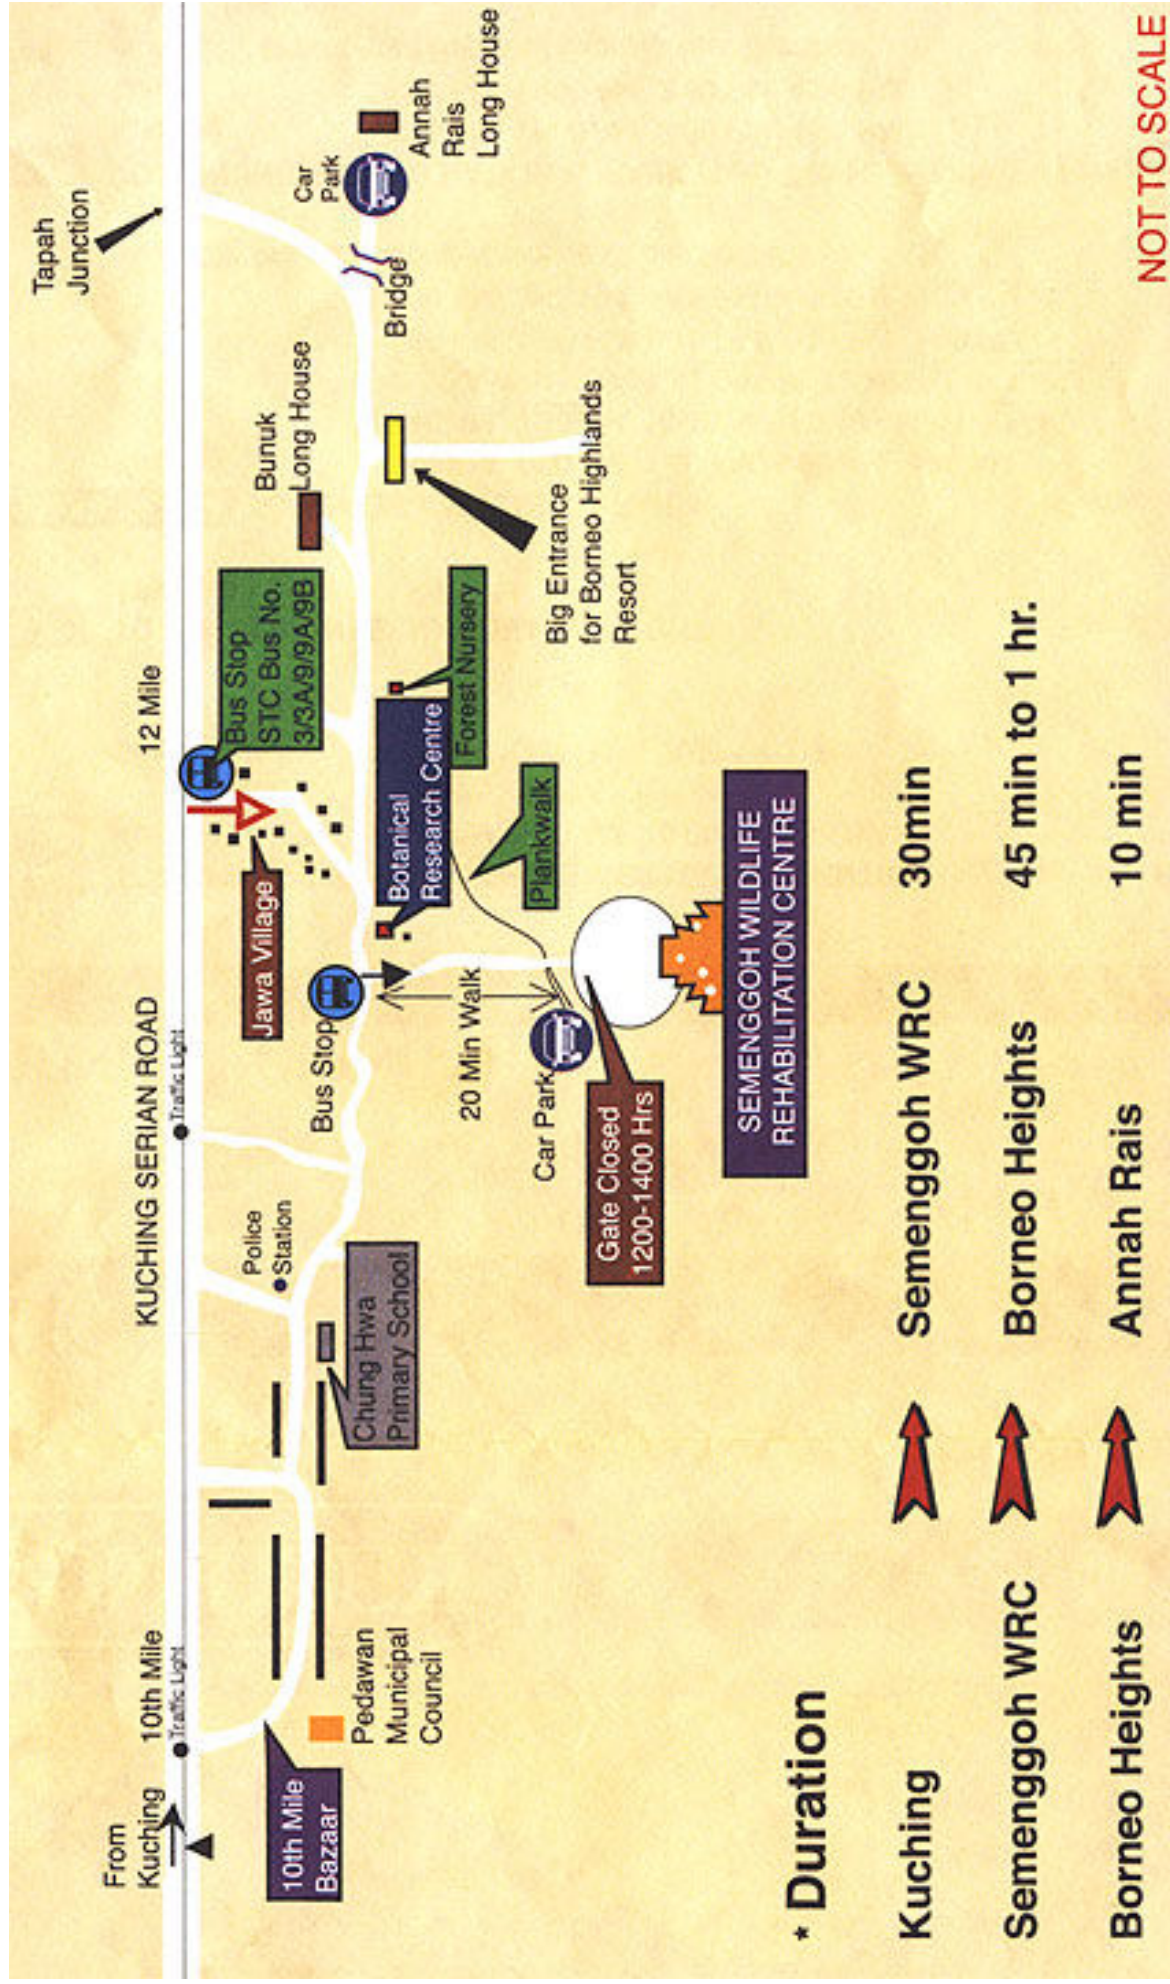 Tapah
Junction
12 Mile
KUCHING SERIAN ROAD
Traffic Light
10th Mile
Traffic Light
From
Kuching
10th Mile
Bazaar
Pedawan
Municipal
Council
Chung Hwa
Primary School
Police
Station
Bus Stop
Jawa Village
Bus Stop
STC Bus No.
3/3A/9/9A/9B
Bunuk
Long House
Car
Park
Annah
Rais
Long House
Bridge
Big Entrance
for Borneo Highlands
Resort
Forest Nursery
Botanical
Research Centre
Plankwalk
20 Min Walk
Car Park
Gate Closed
1200-1400 Hrs
SEMENGGOH WILDLIFE
REHABILITATION CENTRE
* Duration
Kuching Semenggoh WRC 30min
Semenggoh WRC Borneo Heights 45 min to 1 hr.
Borneo Heights Annah Rais 10 min
NOT TO SCALE